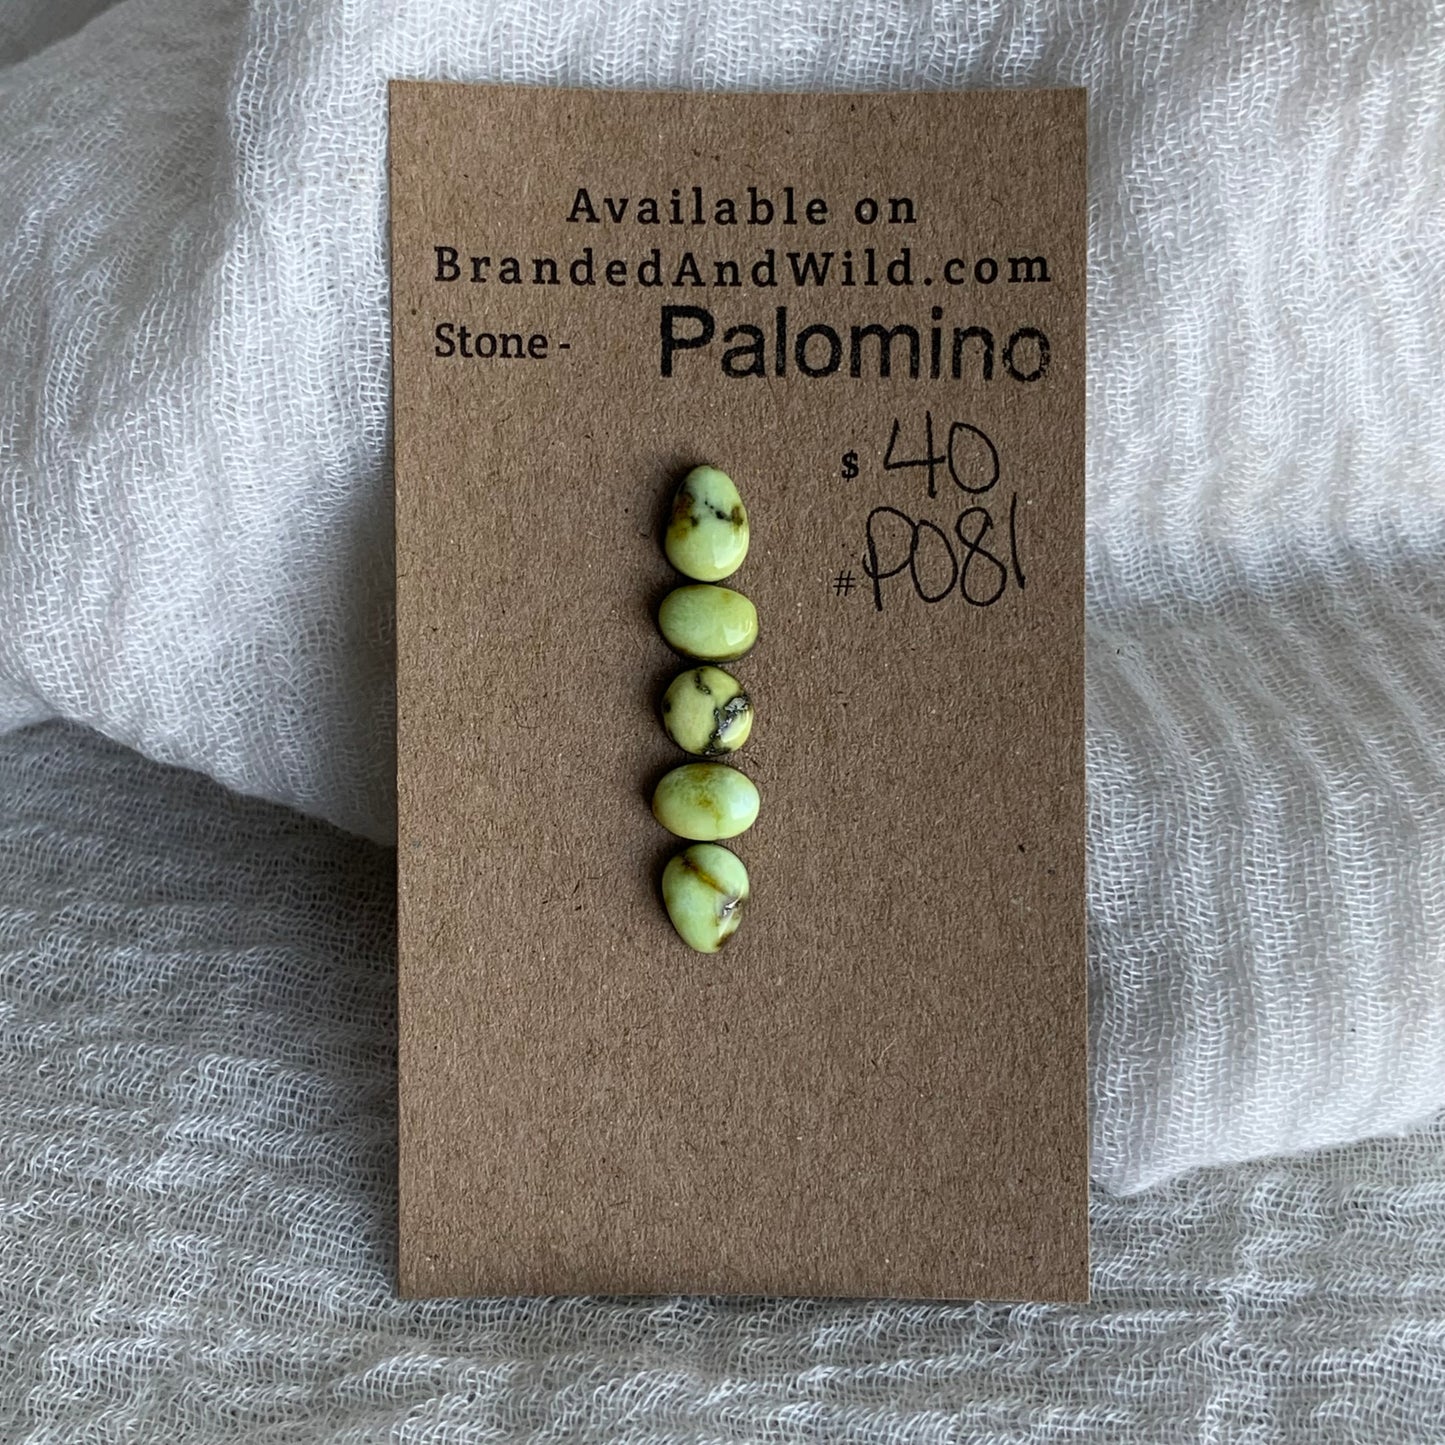 Available on
BrandedAndWild.com
Stone - Palomino
$ 40
# P081